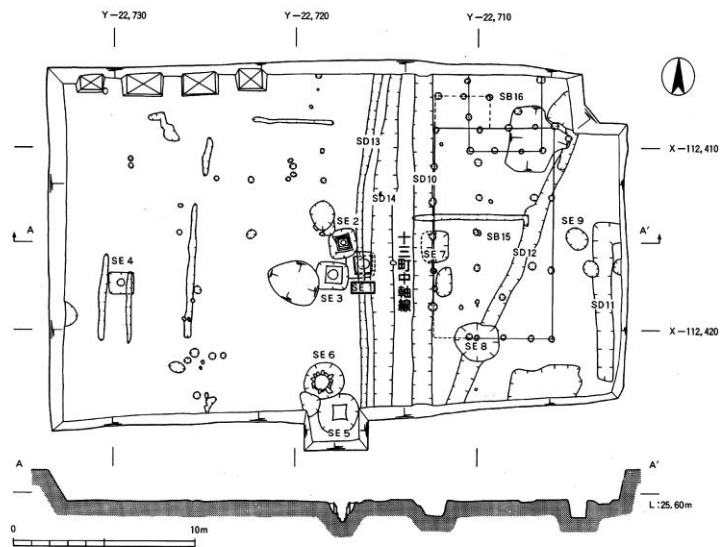 Y−22,730
Y−22,720
Y−22,710
SB16
X−112,410
SD13
SD10
SD14
A
A′
SE 2
SE 9
SE 7
SB15
SD12
SE 4
十三町中軸線
SE 3
SE
SD11
X−112,420
SE 8
SE 6
SE 5
A
A′
L:25.60m
0
10m